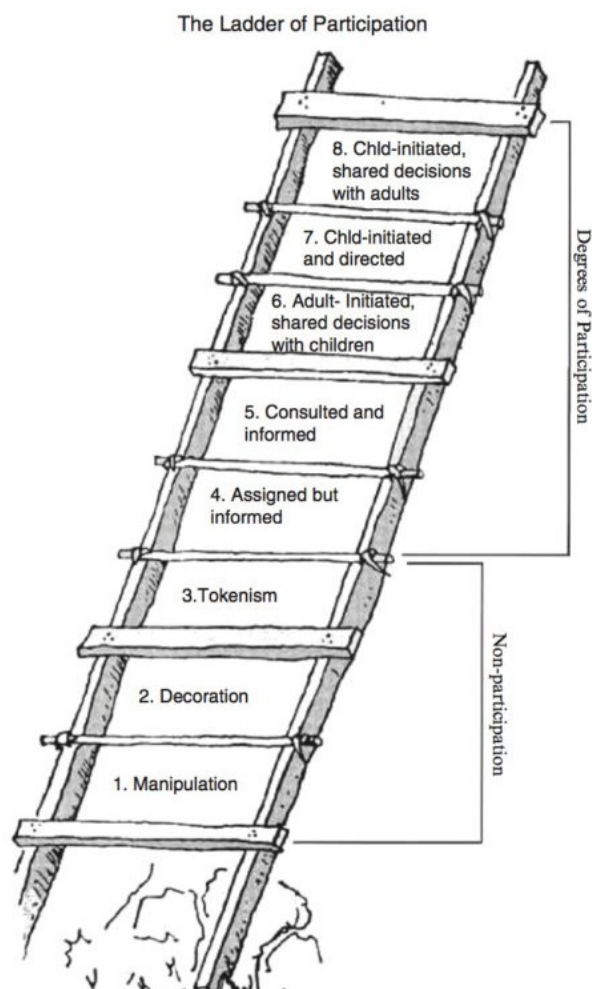 The Ladder of Participation
8. Chld-initiated,
shared decisions
with adults
7. Chld-initiated
and directed
6. Adult- Initiated,
shared decisions
with children
5. Consulted and
informed
4. Assigned but
informed
3.Tokenism
2. Decoration
1. Manipulation
Degrees of Participation
Non-participation